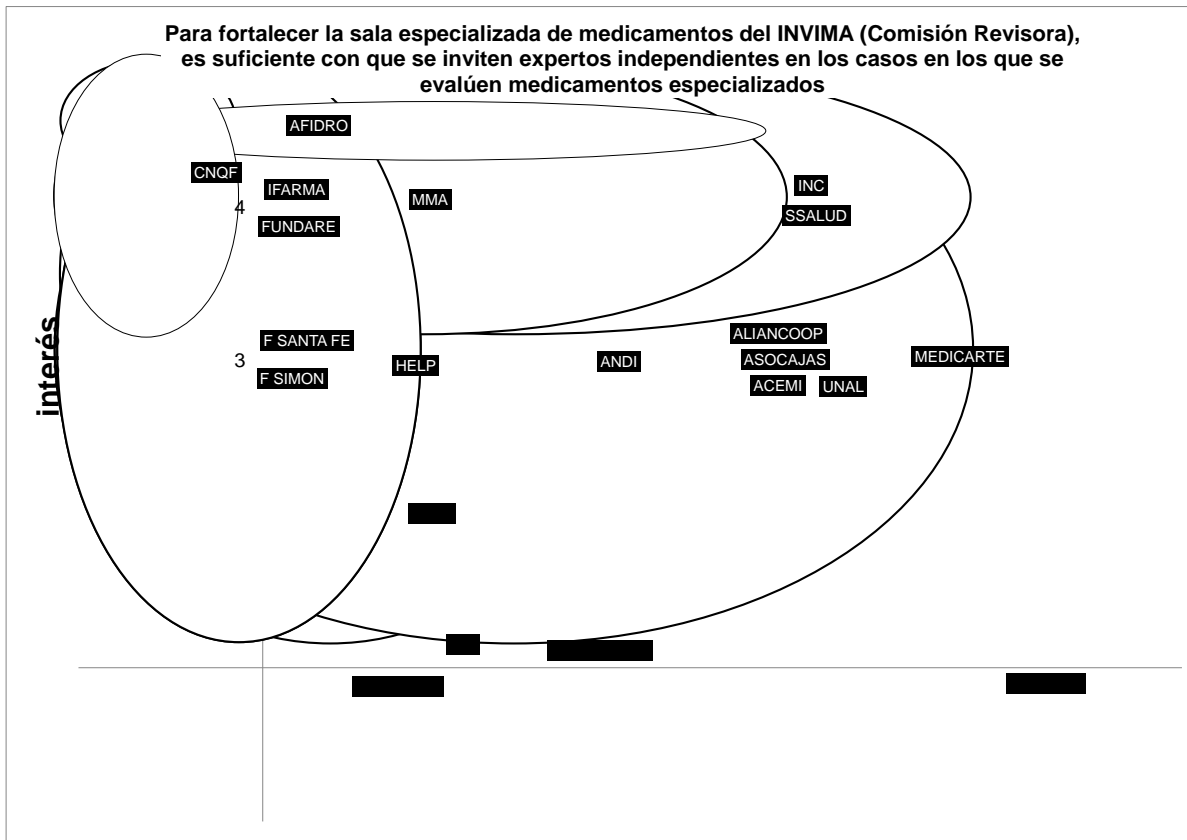 Para fortalecer la sala especializada de medicamentos del INVIMA (Comisión Revisora),
es suficiente con que se inviten expertos independientes en los casos en los que se
evalúen medicamentos especializados
AFIDRO
CNQF
IFARMA
MMA
INC
4
SSALUD
FUNDARE
interés
F SANTA FE
ALIANCOOP
3
HELP
ANDI
ASOCAJAS
MEDICARTE
F SIMON
ACEMI
UNAL